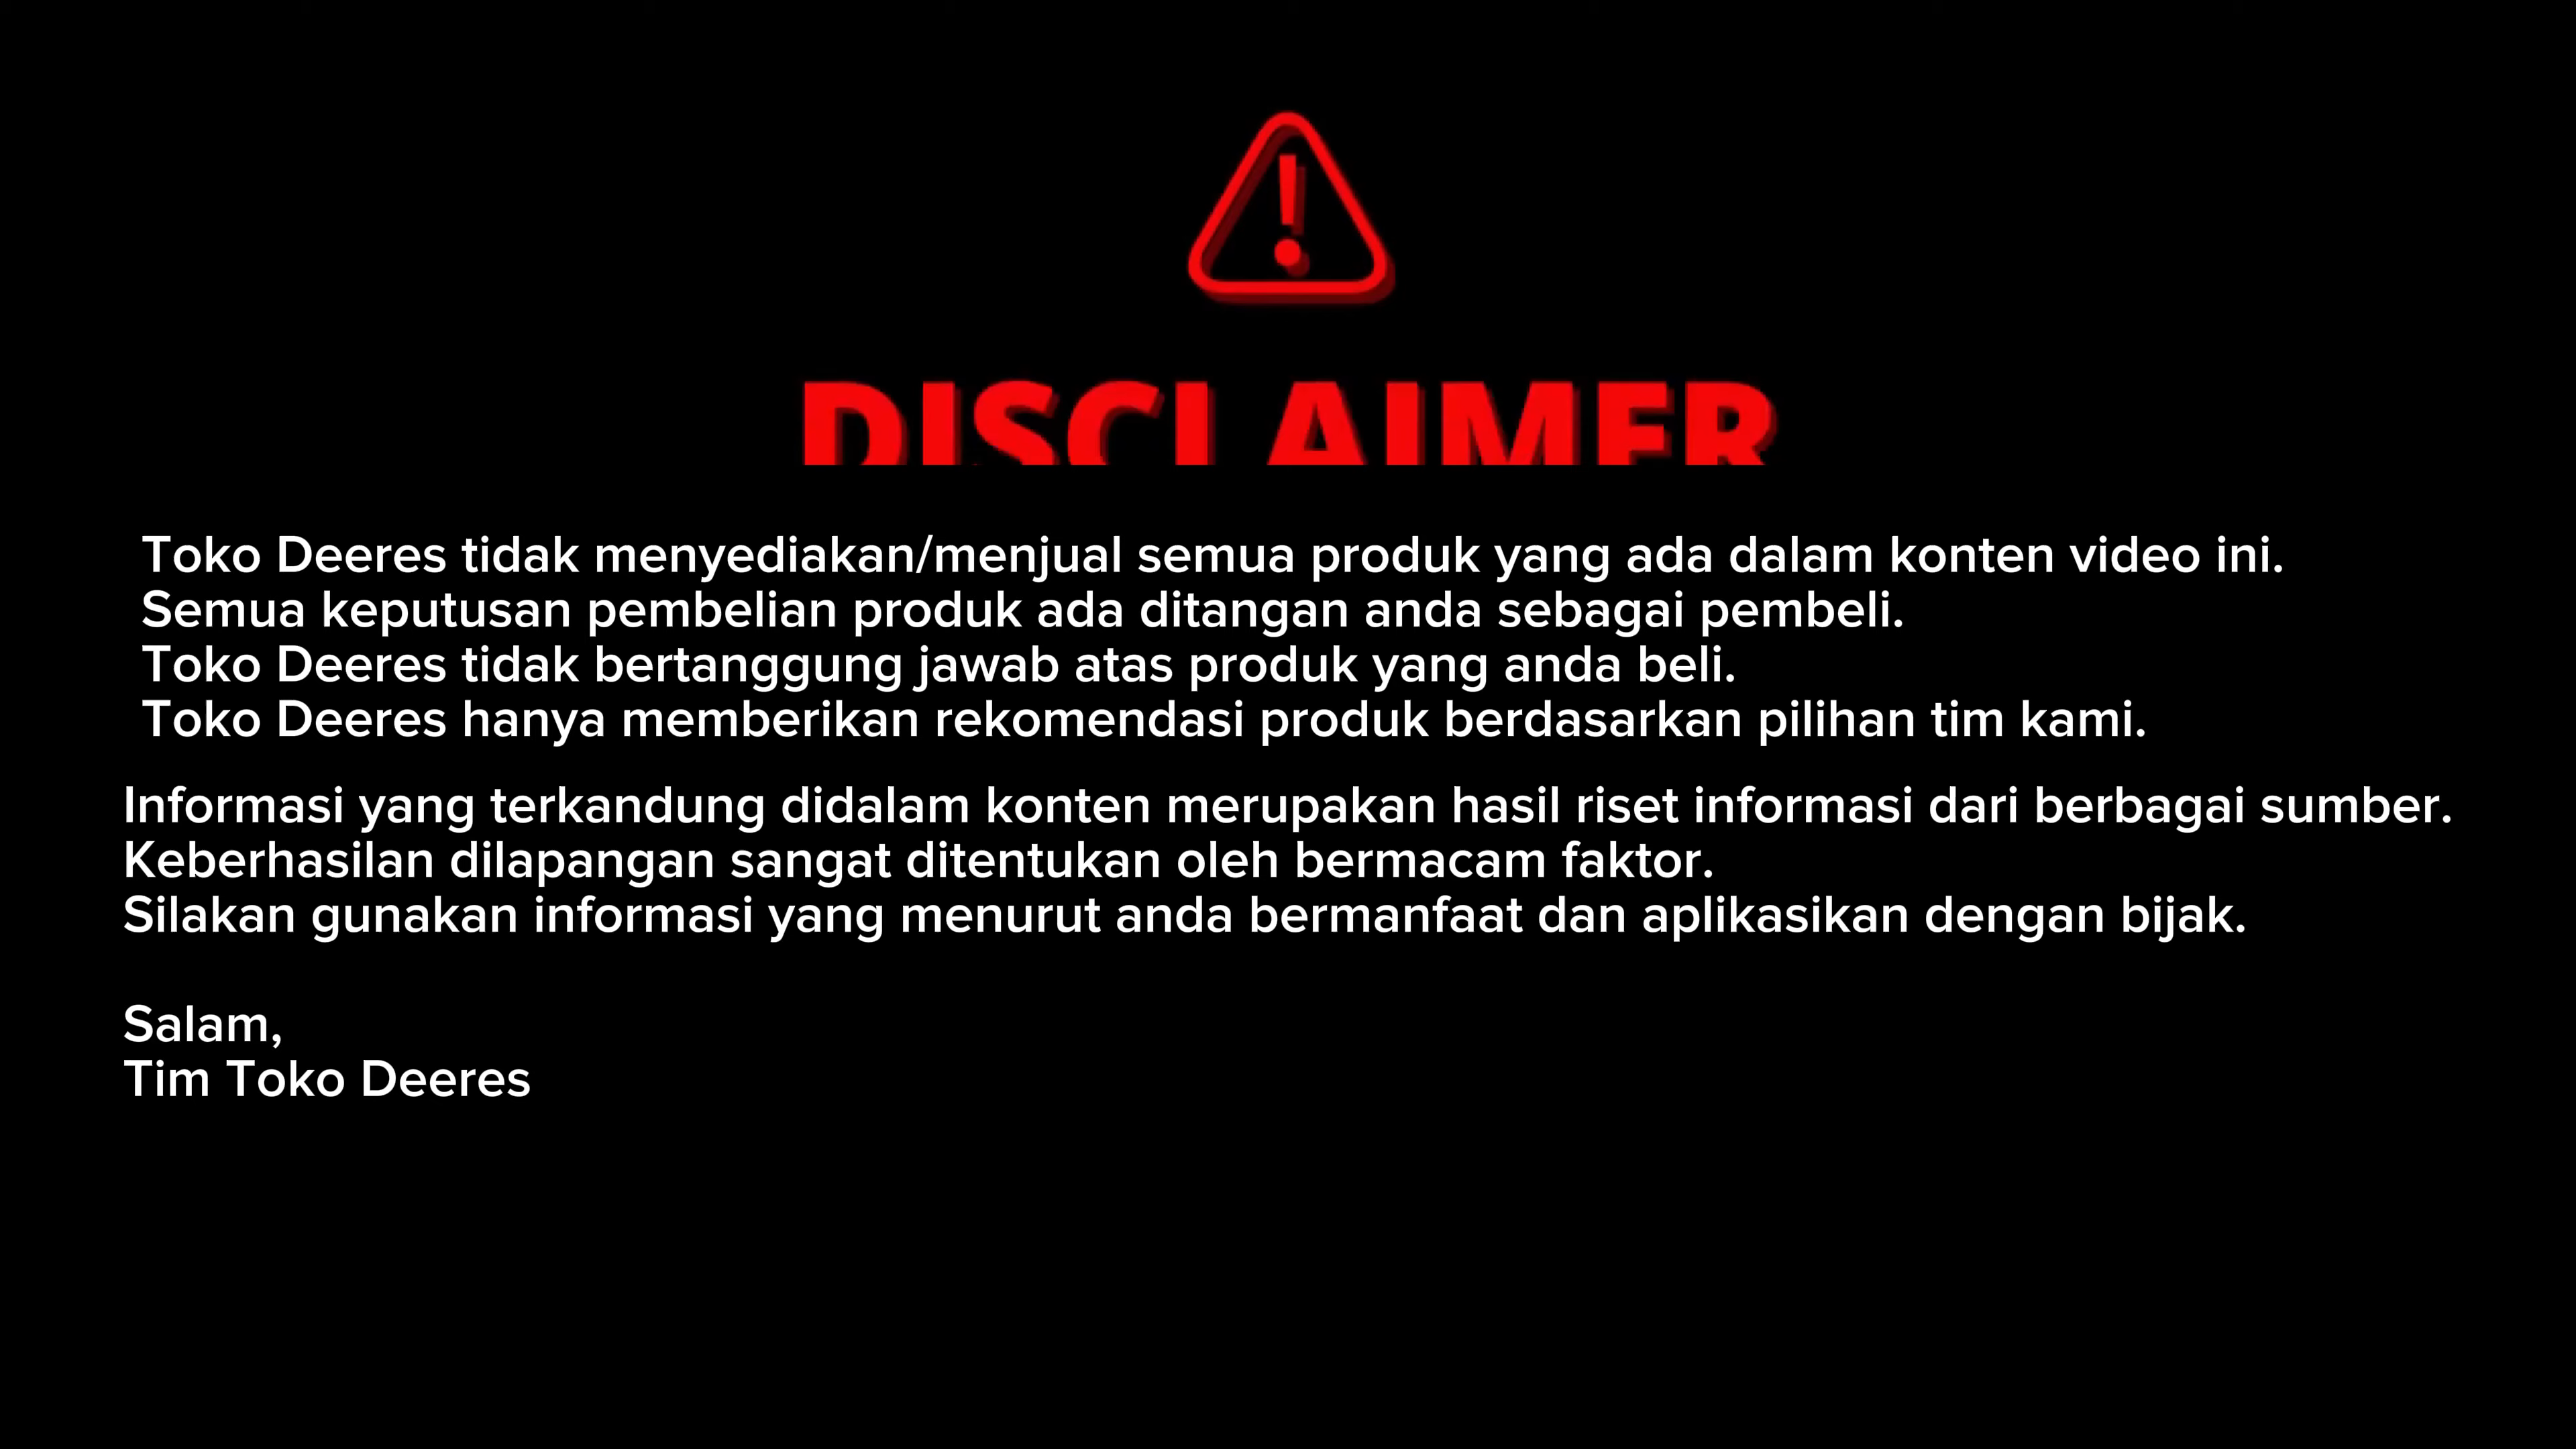 DISCLAIMER
Toko Deeres tidak menyediakan/menjual semua produk yang ada dalam konten video ini.
Semua keputusan pembelian produk ada ditangan anda sebagai pembeli.
Toko Deeres tidak bertanggung jawab atas produk yang anda beli.
Toko Deeres hanya memberikan rekomendasi produk berdasarkan pilihan tim kami.
Informasi yang terkandung didalam konten merupakan hasil riset informasi dari berbagai sumber.
Keberhasilan dilapangan sangat ditentukan oleh bermacam faktor.
Silakan gunakan informasi yang menurut anda bermanfaat dan aplikasikan dengan bijak.
Salam,
Tim Toko Deeres